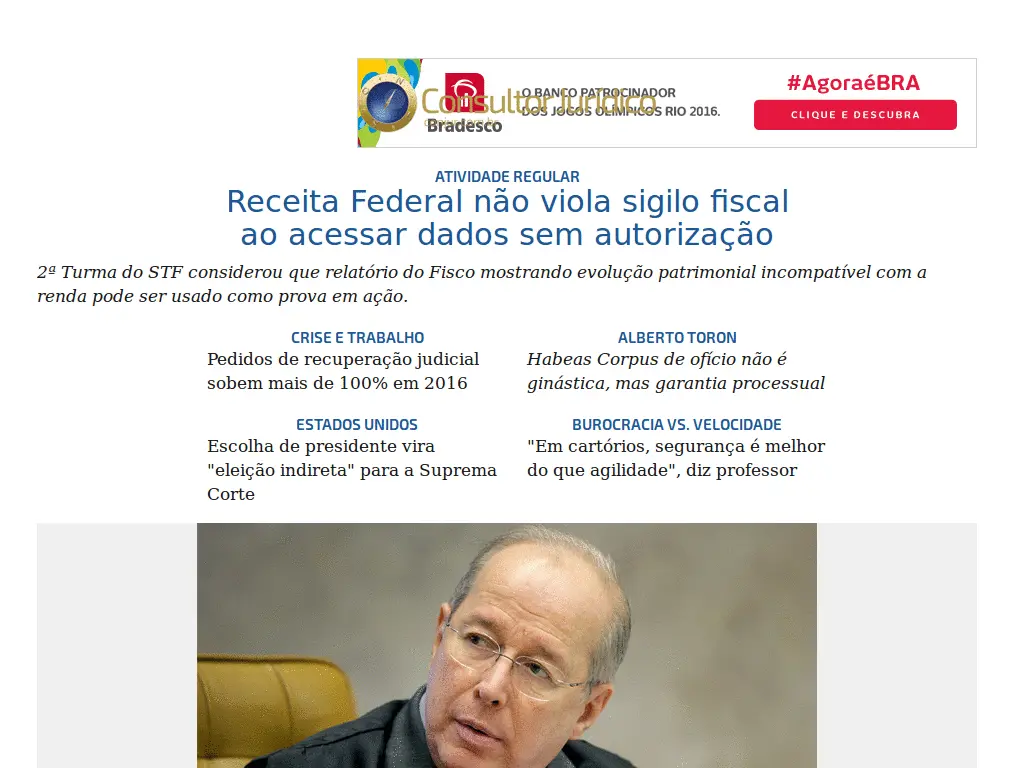 Consultor Jurídico
conjur.com.br
Bradesco
O BANCO PATROCINADOR
DOS JOGOS OLÍMPICOS RIO 2016.
#AgoraéBRA
CLIQUE E DESCUBRA
ATIVIDADE REGULAR
Receita Federal não viola sigilo fiscal
ao acessar dados sem autorização
2ª Turma do STF considerou que relatório do Fisco mostrando evolução patrimonial incompatível com a
renda pode ser usado como prova em ação.
CRISE E TRABALHO
Pedidos de recuperação judicial
sobem mais de 100% em 2016
ALBERTO TORON
Habeas Corpus de ofício não é
ginástica, mas garantia processual
ESTADOS UNIDOS
Escolha de presidente vira
"eleição indireta" para a Suprema
Corte
BUROCRACIA VS. VELOCIDADE
"Em cartórios, segurança é melhor
do que agilidade", diz professor